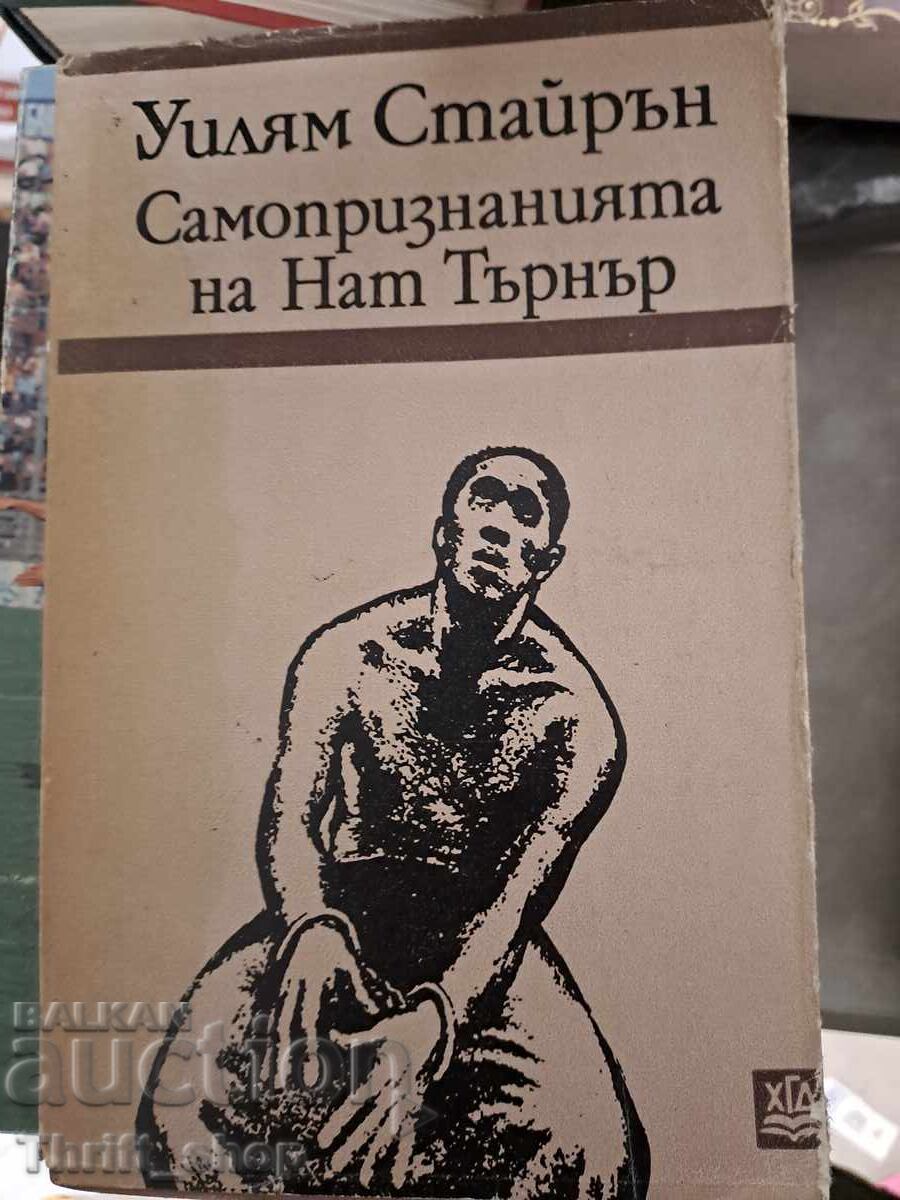 Уилям Стайрън
Самопризнанията
на Нат Търнър
BALKAN
auction
Thrift_shop
ХГД